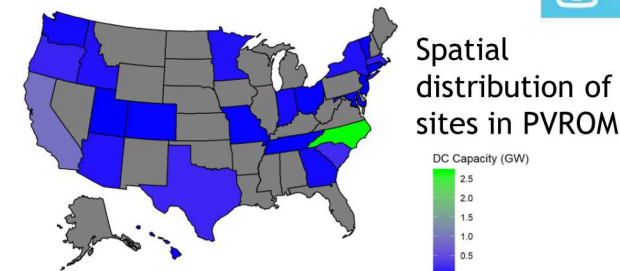 Spatial
distribution of
sites in PVROM
DC Capacity (GW)
2.5
2.0
1.5
1.0
0.5